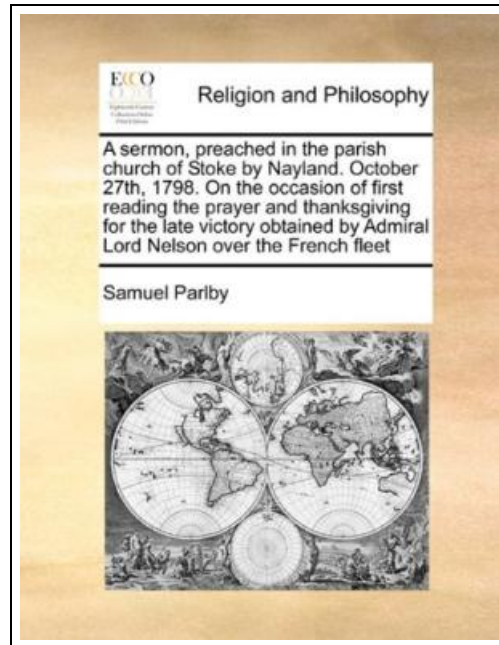 ECCO
Religion and Philosophy
A sermon, preached in the parish
church of Stoke by Nayland. October
27th, 1798. On the occasion of first
reading the prayer and thanksgiving
for the late victory obtained by Admiral
Lord Nelson over the French fleet
Samuel Parlby